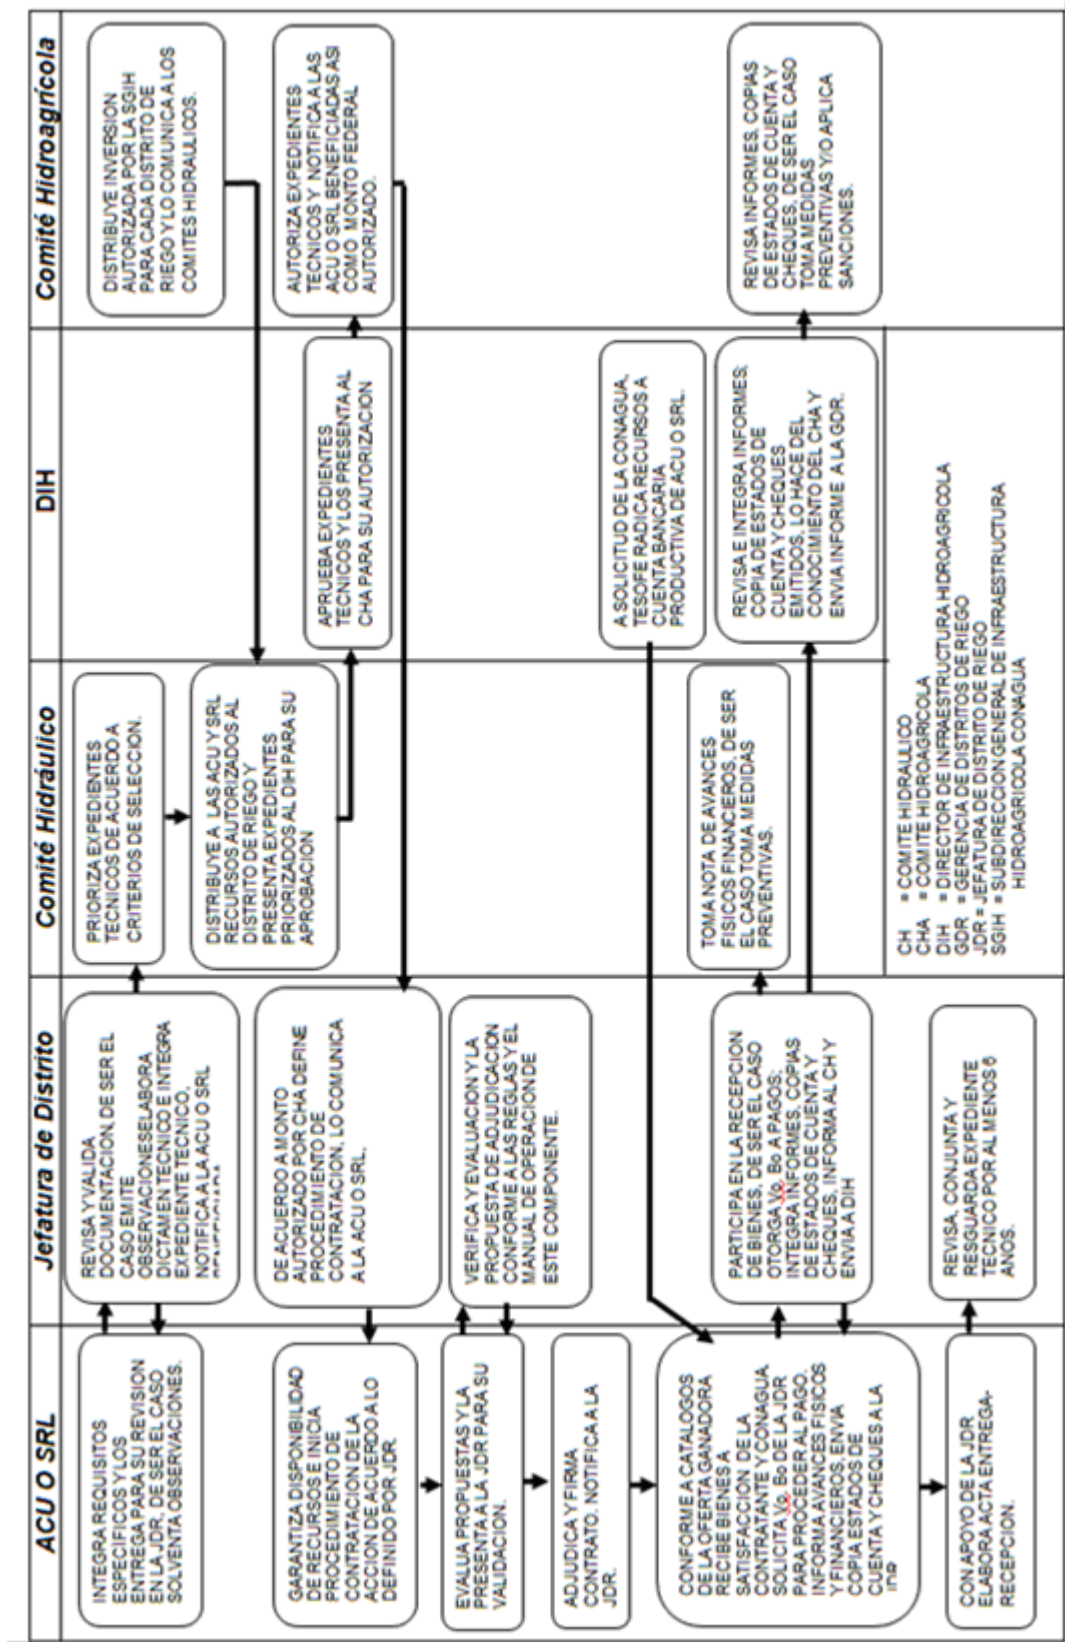 ACU O SRL
Jefatura de Distrito
Comité Hidráulico
DIH
Comité Hidroagrícola
INTEGRA REQUISITOS
ESPECIFICOS Y LOS
ENTREGA PARA SU REVISION
EN LA JDR, DE SER EL CASO
SOLVENTA OBSERVACIONES.
REVISA Y VALIDA
DOCUMENTACION, DE SER EL
CASO EMITE
OBSERVACIONESELABORA
DICTAMEN TECNICO E INTEGRA
EXPEDIENTE TECNICO,
NOTIFICA A LA ACU O SRL
PRIORIZA EXPEDIENTES
TECNICOS DE ACUERDO A
CRITERIOS DE SELECCION.
DISTRIBUYE INVERSION
AUTORIZADA POR LA SGIH
PARA CADA DISTRITO DE
RIEGO Y LO COMUNICA A LOS
COMITES HIDRAULICOS.
DISTRIBUYE A LAS ACU Y SRL
RECURSOS AUTORIZADOS AL
DISTRITO DE RIEGO Y
PRESENTA EXPEDIENTES
PRIORIZADOS AL DIH PARA SU
APROBACION
APRUEBA EXPEDIENTES
TECNICOS Y LOS PRESENTA AL
CHA PARA SU AUTORIZACION
AUTORIZA EXPEDIENTES
TECNICOS Y NOTIFICA A LAS
ACU O SRL BENEFICIADAS ASI
COMO MONTO FEDERAL
AUTORIZADO.
DE ACUERDO A MONTO
AUTORIZADO POR CHA DEFINE
PROCEDIMIENTO DE
CONTRATACION, LO COMUNICA
A LA ACU O SRL,
GARANTIZA DISPONIBILIDAD
DE RECURSOS E INICIA
PROCEDIMIENTO DE
CONTRATACION DE LA
ACCION DE ACUERDO A LO
DEFINIDO POR JDR.
EVALUA PROPUESTAS Y LA
PRESENTA A LA JDR PARA SU
VALIDACION.
VERIFICA Y EVALUACION Y LA
PROPUESTA DE ADJUDICACION
CONFORME A LAS REGLAS Y EL
MANUAL DE OPERACION DE
ESTE COMPONENTE.
ADJUDICA Y FIRMA
CONTRATO. NOTIFICA A LA
JDR.
A SOLICITUD DE LA CONAGUA,
TESOFE RADICA RECURSOS A
CUENTA BANCARIA
PRODUCTIVA DE ACU O SRL.
CONFORME A CATALOGOS
DE LA OFERTA GANADORA
RECIBE BIENES A
SATISFACCION DE LA
CONTRATANTE Y CONAGUA,
SOLICITA Vo. Bo DE LA JDR
PARA PROCEDER AL PAGO.
INFORMA AVANCES FISICOS
Y FINANCIEROS, ENVIA
COPIA ESTADOS DE
CUENTA Y CHEQUES A LA
JDR
PARTICIPA EN LA RECEPCION
DE BIENES, DE SER EL CASO
OTORGA Vo. Bo A PAGOS;
INTEGRA INFORMES, COPIAS
DE ESTADOS DE CUENTA Y
CHEQUES, INFORMA AL CH Y
ENVIA A DIH
TOMA NOTA DE AVANCES
FISICOS FINANCIEROS, DE SER
EL CASO TOMA MEDIDAS
PREVENTIVAS.
REVISA E INTEGRA INFORMES;
COPIA DE ESTADOS DE
CUENTA Y CHEQUES
EMITIDOS, LO HACE DEL
CONOCIMIENTO DEL CHA Y
ENVIA INFORME A LA GDR.
REVISA INFORMES, COPIAS
DE ESTADOS DE CUENTA Y
CHEQUES, DE SER EL CASO
TOMA MEDIDAS
PREVENTIVAS Y/O APLICA
SANCIONES.
CON APOYO DE LA JDR
ELABORA ACTA ENTREGA-
RECEPCION.
REVISA, CONJUNTA Y
RESGUARDA EXPEDIENTE
TECNICO POR AL MENOS 6
AÑOS.
CH = COMITE HIDRAULICO
CHA = COMITE HIDROAGRICOLA
DIH = DIRECTOR DE INFRAESTRUCTURA HIDROAGRICOLA
GDR = GERENCIA DE DISTRITOS DE RIEGO
JDR = JEFATURA DE DISTRITO DE RIEGO
SGIH = SUBDIRECCION GENERAL DE INFRAESTRUCTURA
HIDROAGRICOLA CONAGUA